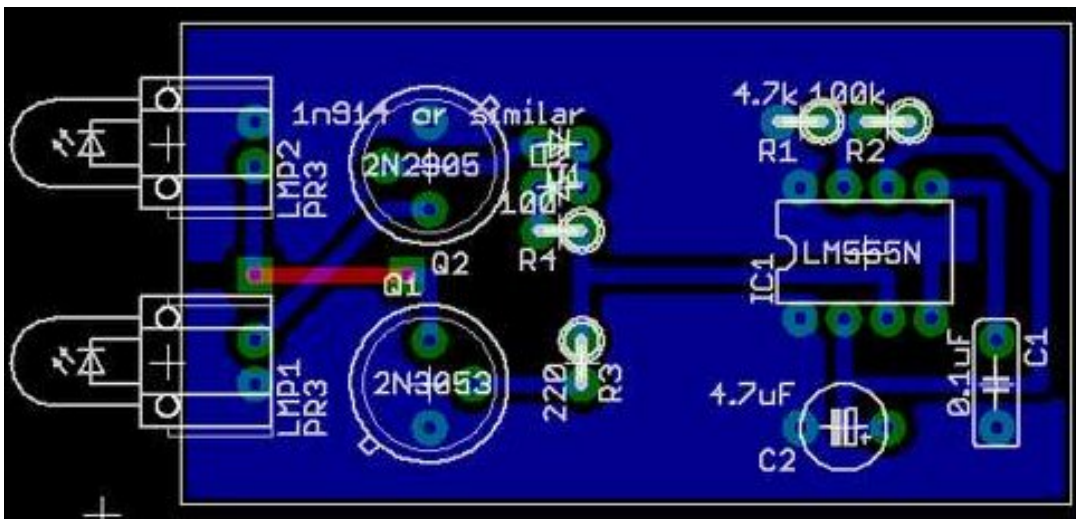 1n914 or similar
4.7k 100k
R1 R2
LMP2
PR3
2N2905
100
R4
Q2
Q1
IC1
LM555N
LMP1
PR3
2N3053
220
R3
4.7uF
C2
0.1uF
C1